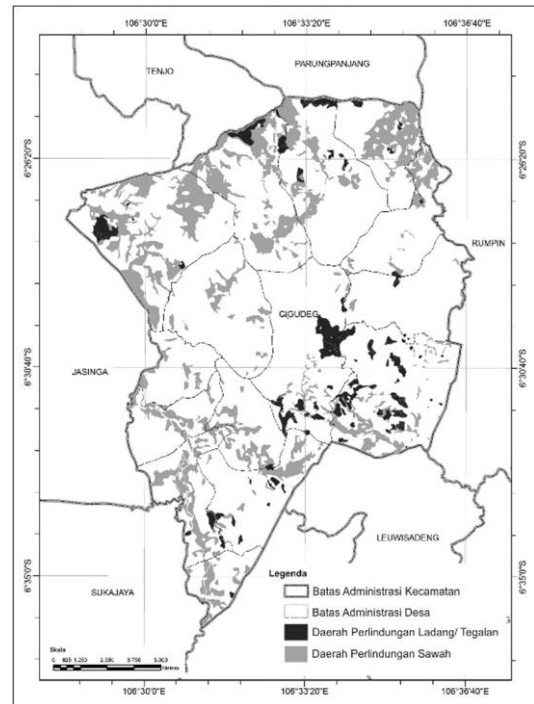 106°30'0"E 106°33'20"E 106°36'40"E
TENJO
PARUNGPANJANG
6°26'20"S 6°26'20"S
RUMPIN
CIGUDEG
6°30'40"S 6°30'40"S
JASINGA
LEUWISADENG
6°35'0"S 6°35'0"S
SUKAJAYA
Legenda
Batas Administrasi Kecamatan
Batas Administrasi Desa
Daerah Perlindungan Ladang/ Tegalan
Daerah Perlindungan Sawah
Skala
106°30'0"E 106°33'20"E 106°36'40"E